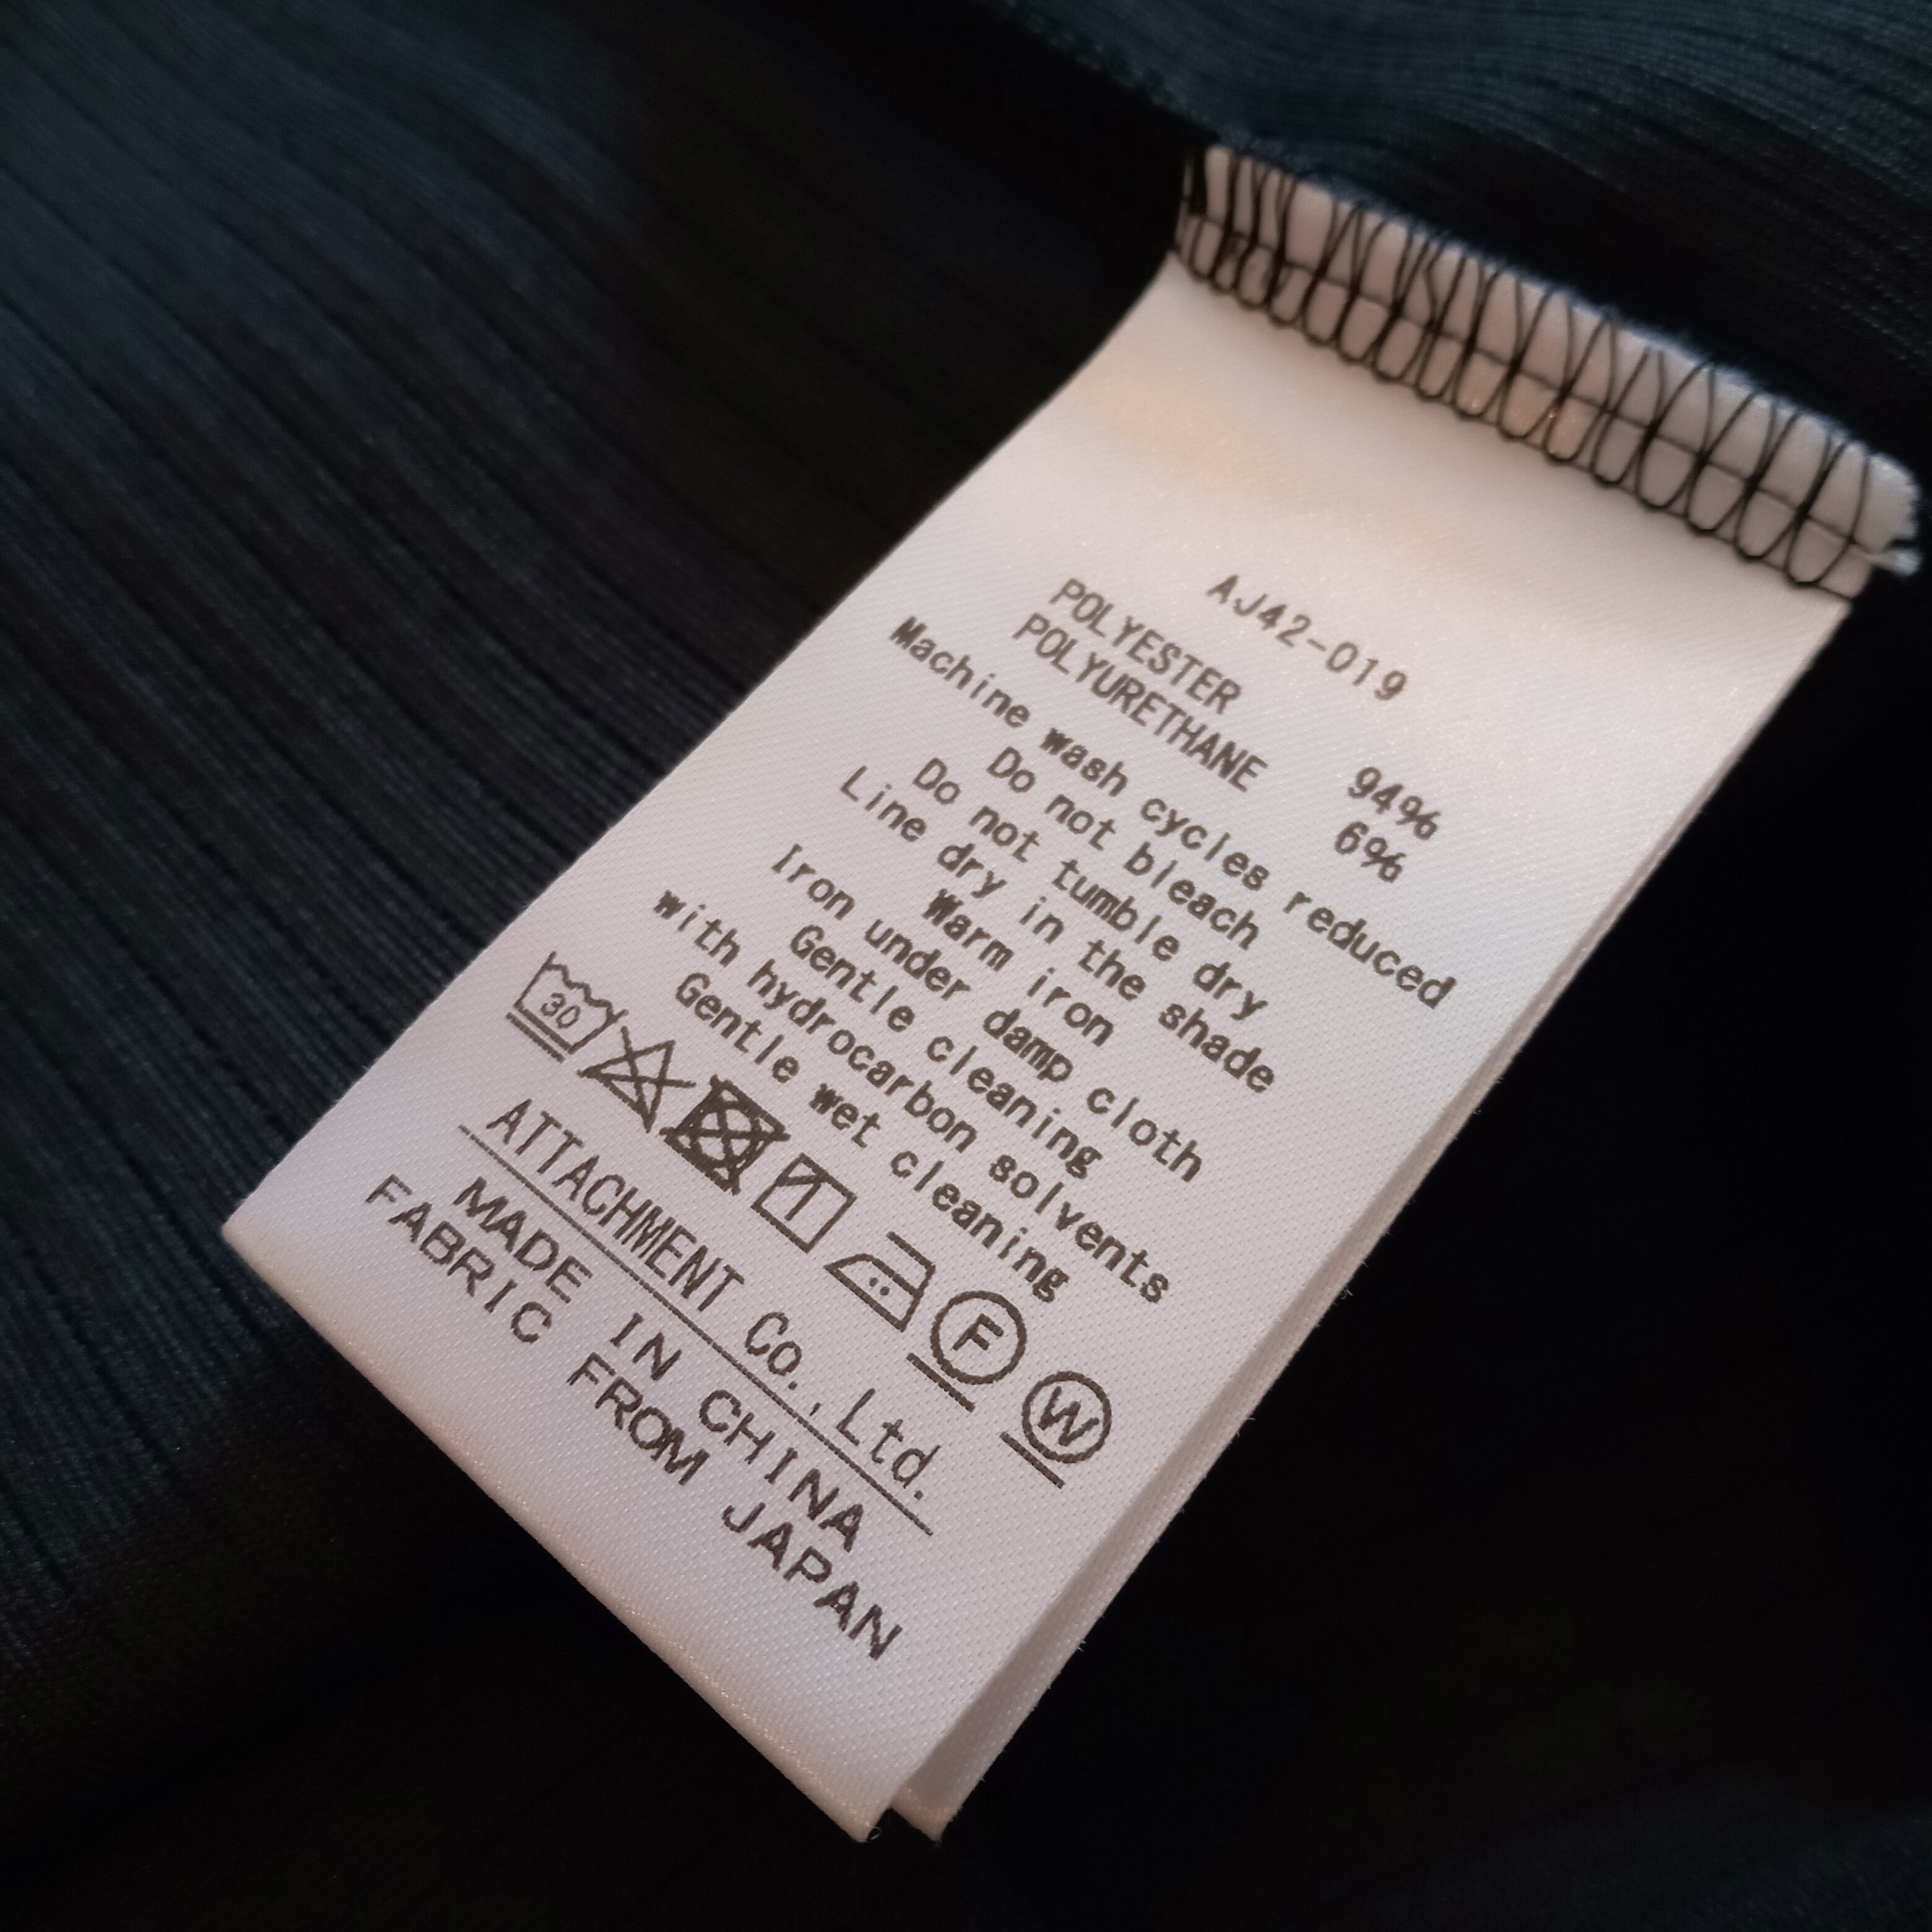 AJ42-019
POLYESTER 94%
POLYURETHANE 6%
Machine wash cycles reduced
Do not bleach
Do not tumble dry
Line dry in the shade
Warm iron
Iron under damp cloth
Gentle cleaning
with hydrocarbon solvents
Gentle wet cleaning
30 F W
ATTACHMENT Co.,Ltd.
MADE IN CHINA
FABRIC FROM JAPAN